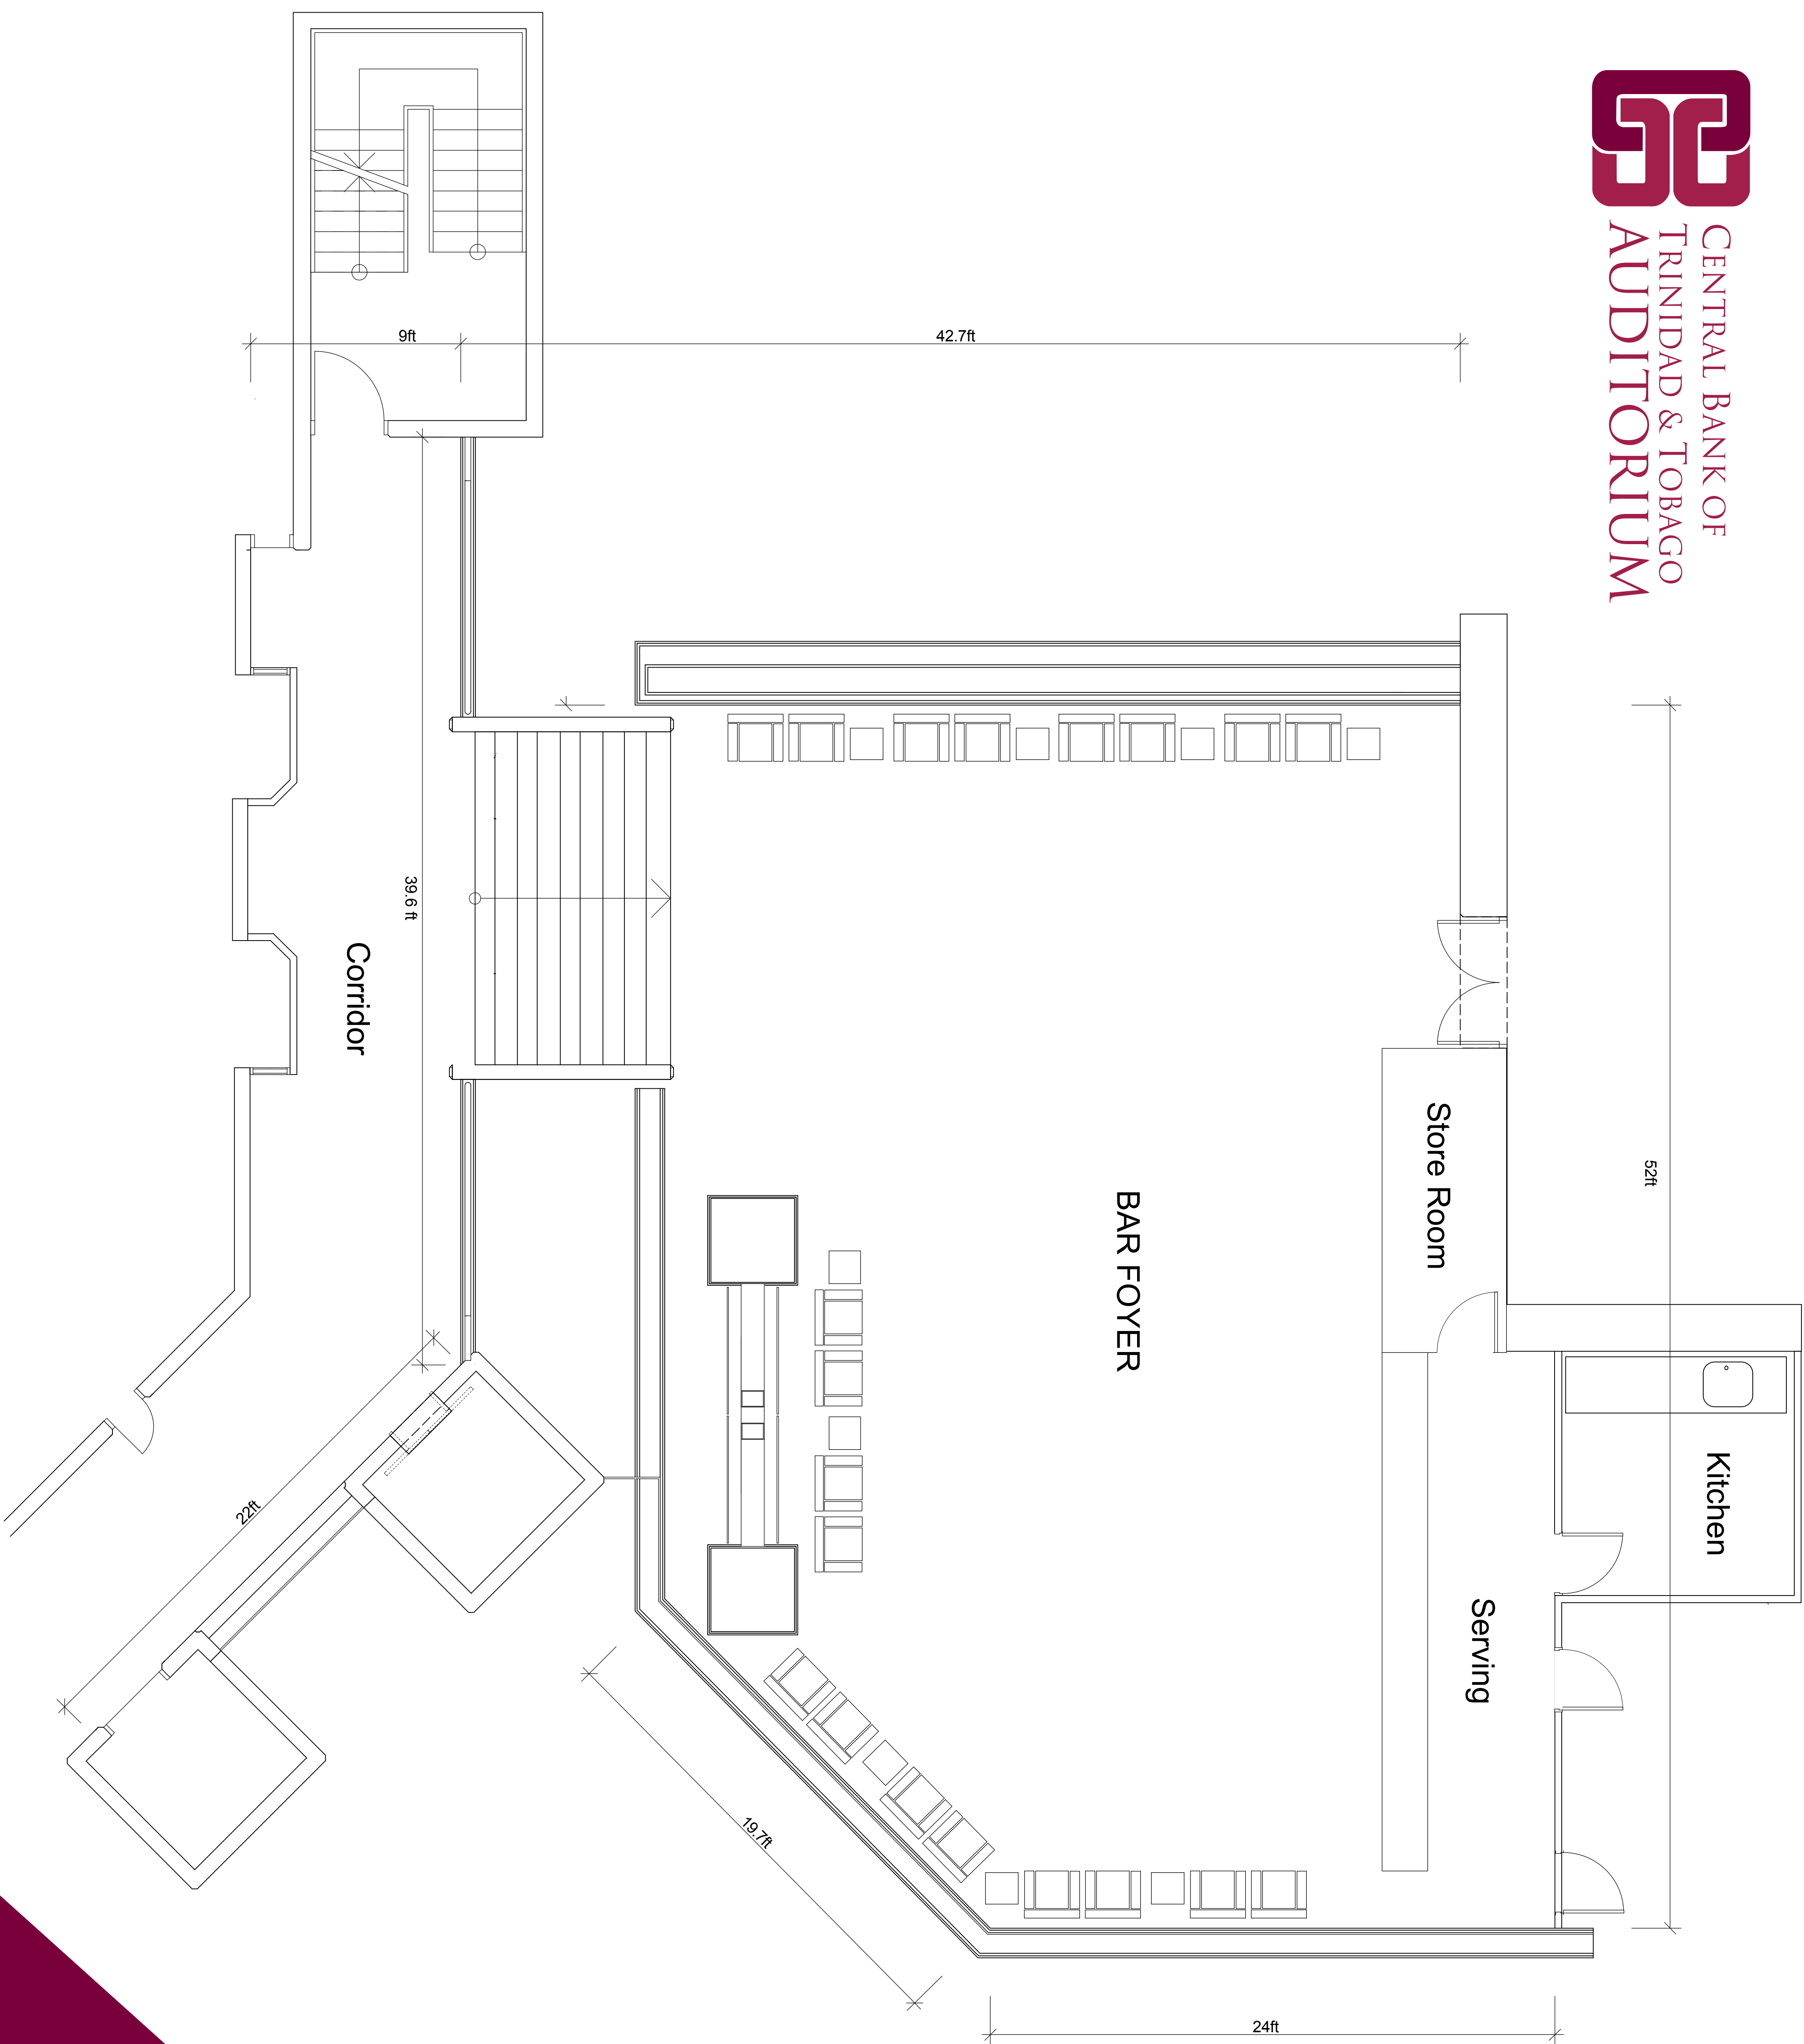 CENTRAL BANK OF
TRINIDAD & TOBAGO
AUDITORIUM
9ft
42.7ft
39.6 ft
52ft
Corridor
Store Room
BAR FOYER
Kitchen
Serving
22ft
19.7ft
24ft